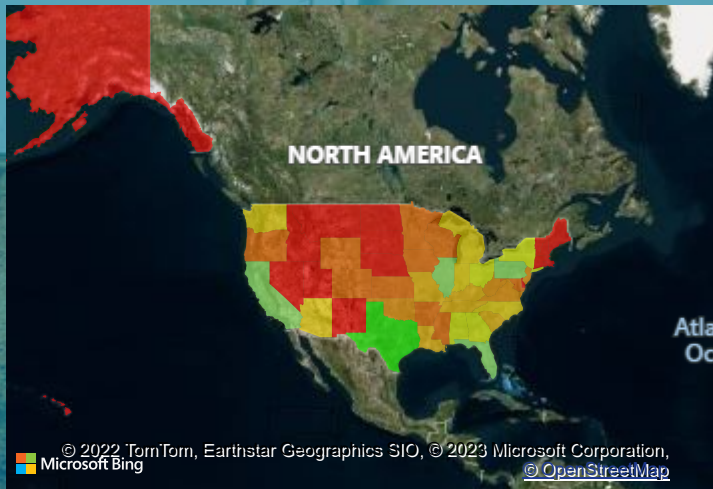 NORTH AMERICA
Atla
Oc
© 2022 TomTom, Earthstar Geographics SIO, © 2023 Microsoft Corporation,
Microsoft Bing
© OpenStreetMap